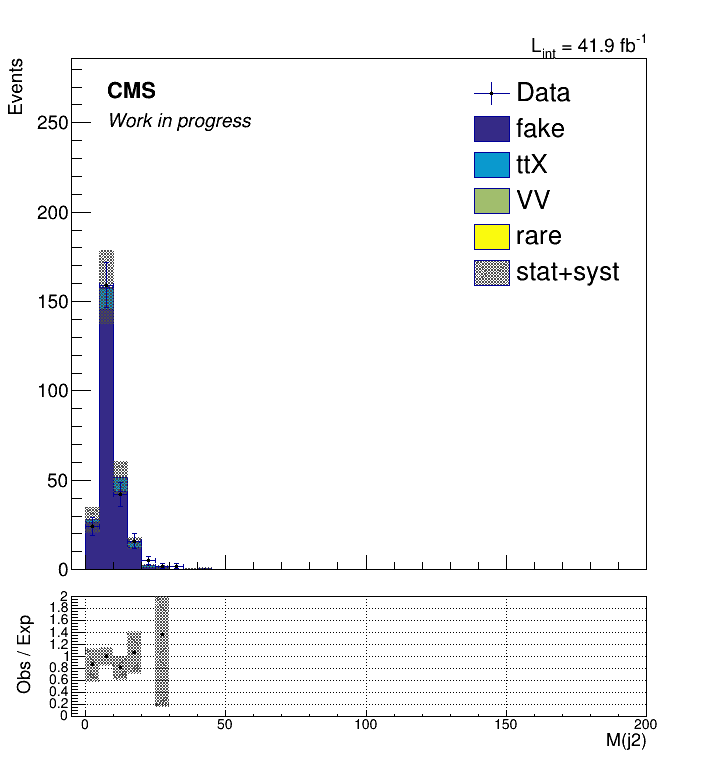 L_int = 41.9 fb^-1
Events
CMS
Work in progress
Data
fake
ttX
VV
rare
stat+syst
250
200
150
100
50
0
Obs / Exp
2
1.8
1.6
1.4
1.2
1
0.8
0.6
0.4
0.2
0
0 50 100 150 200
M(j2)